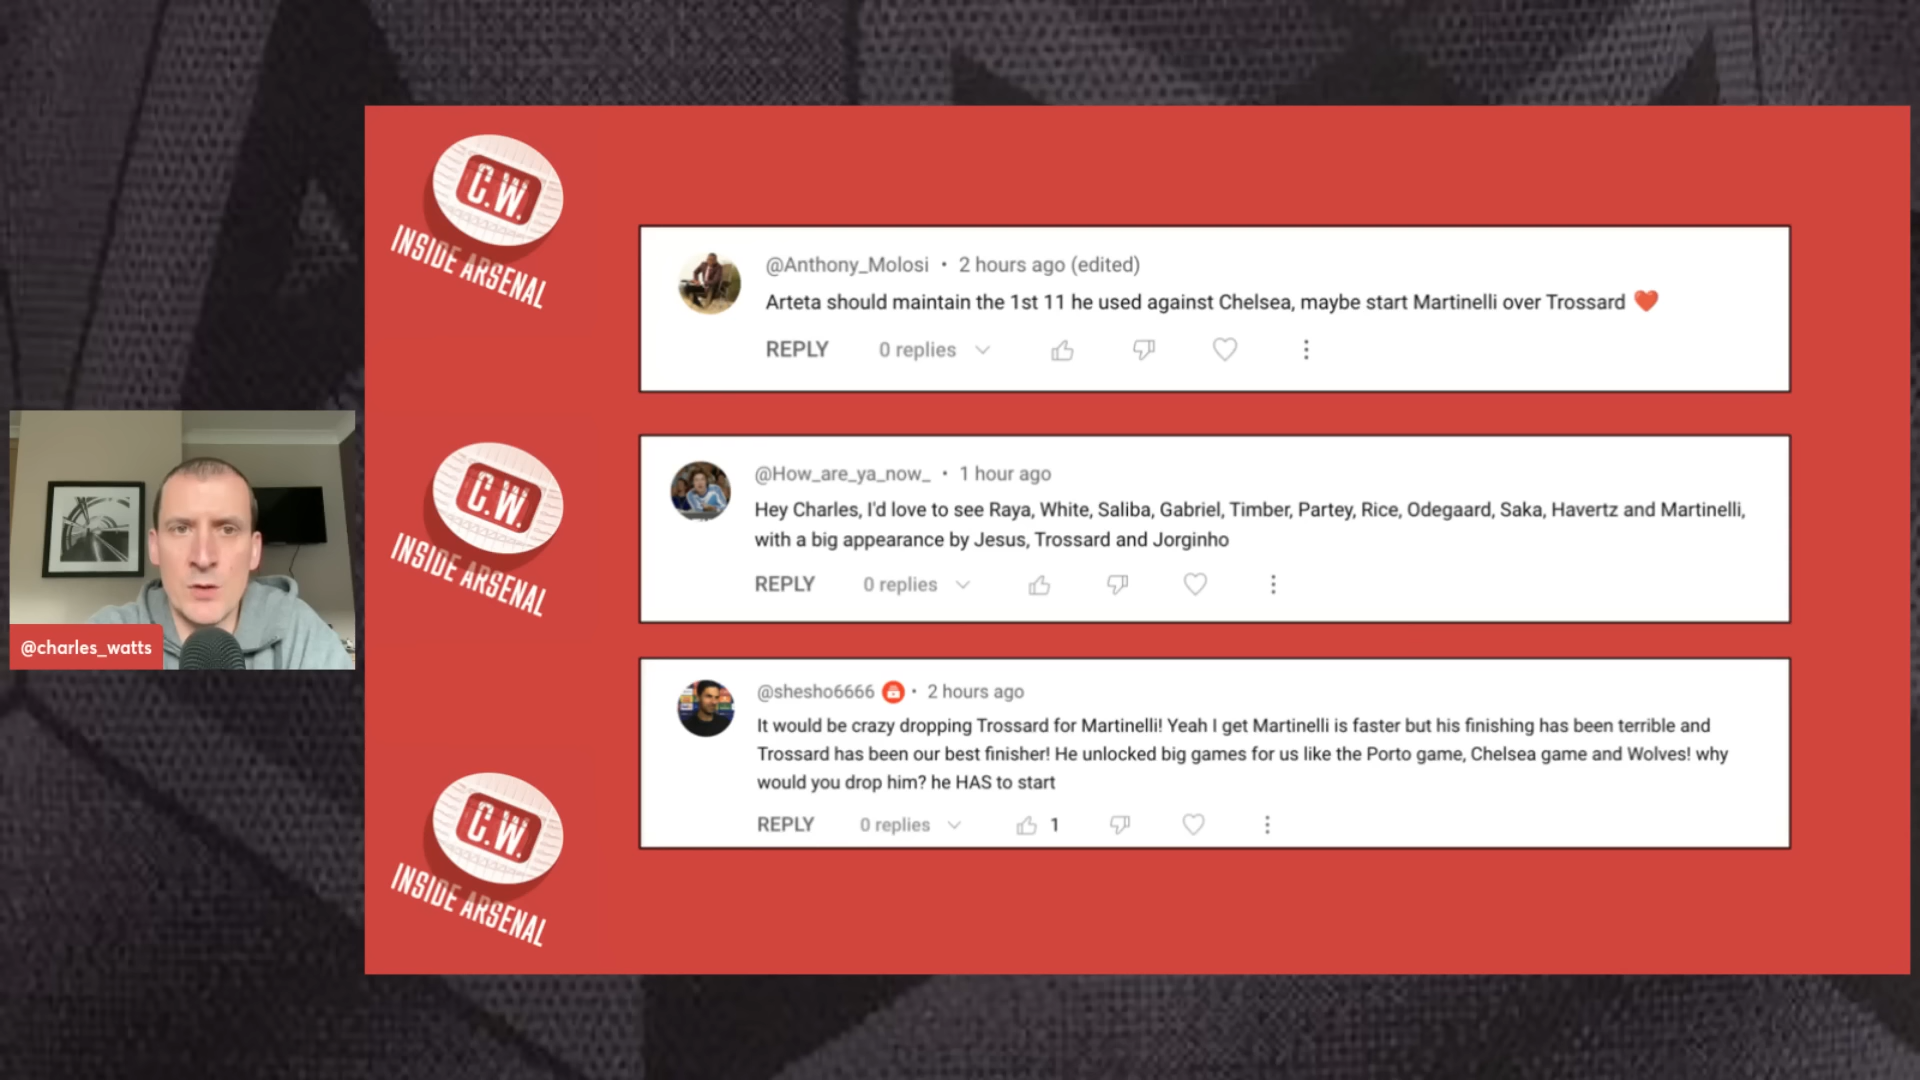 C.W.
INSIDE ARSENAL
@Anthony_Molosi • 2 hours ago (edited)
Arteta should maintain the 1st 11 he used against Chelsea, maybe start Martinelli over Trossard ❤️
REPLY 0 replies
C.W.
INSIDE ARSENAL
@How_are_ya_now_ • 1 hour ago
Hey Charles, I'd love to see Raya, White, Saliba, Gabriel, Timber, Partey, Rice, Odegaard, Saka, Havertz and Martinelli,
with a big appearance by Jesus, Trossard and Jorginho
REPLY 0 replies
@charles_watts
@shesho6666 • 2 hours ago
It would be crazy dropping Trossard for Martinelli! Yeah I get Martinelli is faster but his finishing has been terrible and
Trossard has been our best finisher! He unlocked big games for us like the Porto game, Chelsea game and Wolves! why
would you drop him? he HAS to start
REPLY 0 replies 1
C.W.
INSIDE ARSENAL